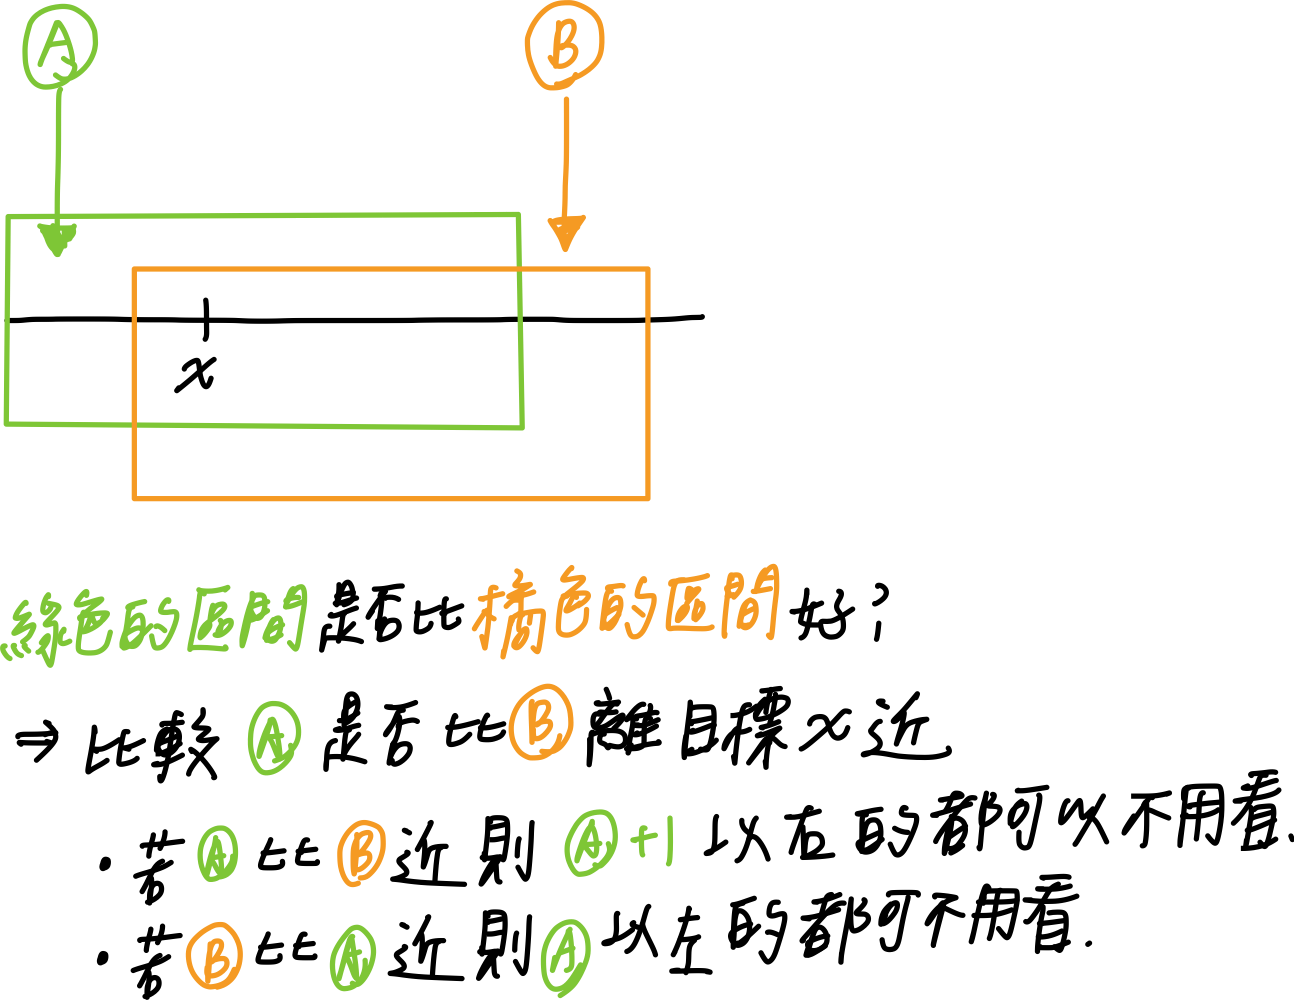 A B
x
綠色的區間是否比橘色的區間好?
⇒ 比較 A 是否比 B 離目標 x 近
・若 A 比 B 近則 A+1 以右的都可以不用看.
・若 B 比 A 近則 A 以左的都可不用看.